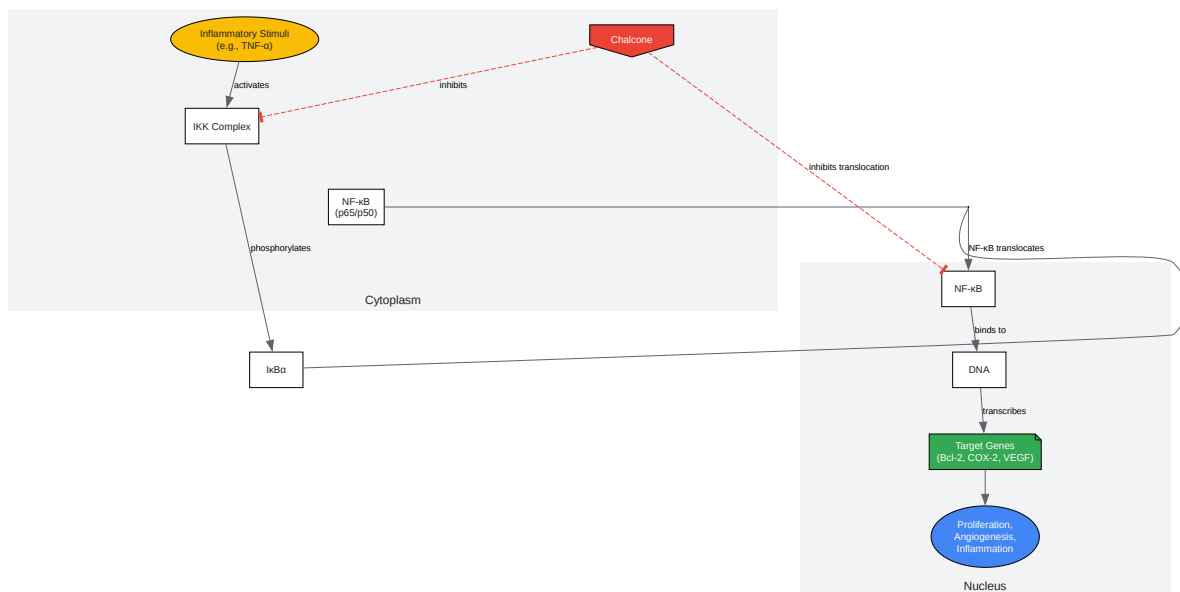 Inflammatory Stimuli
(e.g., TNF-α)
Chalcone
activates
inhibits
IKK Complex
inhibits translocation
NF-κB
(p65/p50)
phosphorylates
NF-κB translocates
NF-κB
Cytoplasm
binds to
IκBα
DNA
transcribes
Target Genes
(Bcl-2, COX-2, VEGF)
Proliferation,
Angiogenesis,
Inflammation
Nucleus